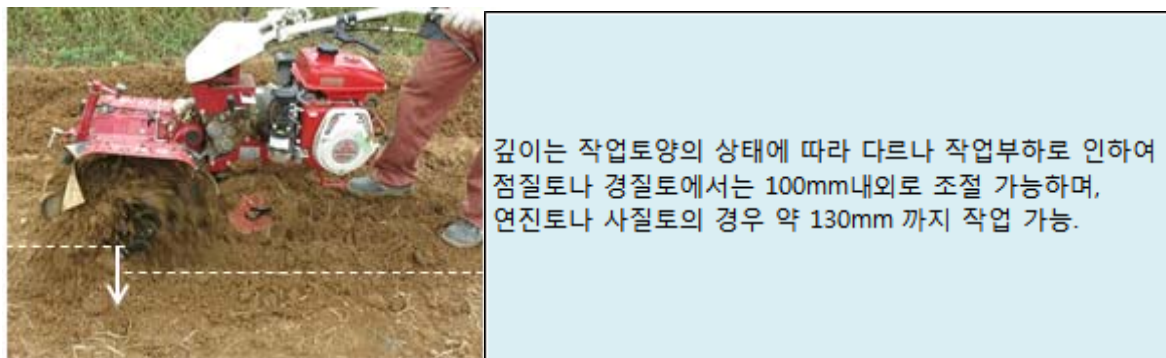 깊이는 작업토양의 상태에 따라 다르나 작업부하로 인하여
점질토나 경질토에서는 100mm내외로 조절 가능하며,
연진토나 사질토의 경우 약 130mm 까지 작업 가능.